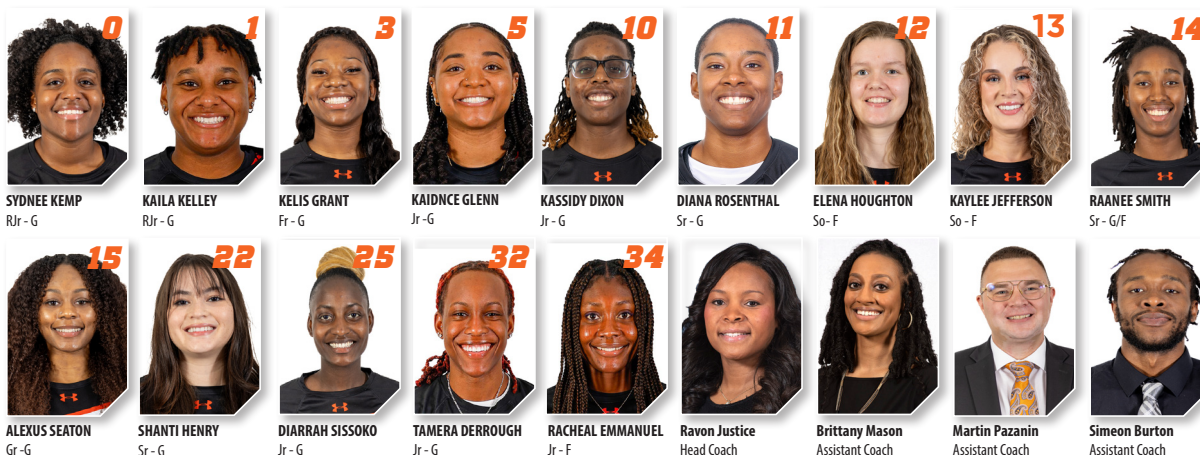 0 1 3 5 10 11 12 13 14
SYDNEE KEMP KAILA KELLEY KELIS GRANT KAIDNCE GLENN KASSIDY DIXON DIANA ROSENTHAL ELENA HOUGHTON KAYLEE JEFFERSON RAANEE SMITH
RJr - G RJr - G Fr - G Jr -G Jr - G Sr - G So- F So - F Sr - G/F
15 22 25 32 34
ALEXUS SEATON SHANTI HENRY DIARRAH SISSOKO TAMERA DERROUGH RACHEAL EMMANUEL Ravon Justice Brittany Mason Martin Pazanin Simeon Burton
Gr -G Sr - G Jr - G Jr - G Jr - F Head Coach Assistant Coach Assistant Coach Assistant Coach